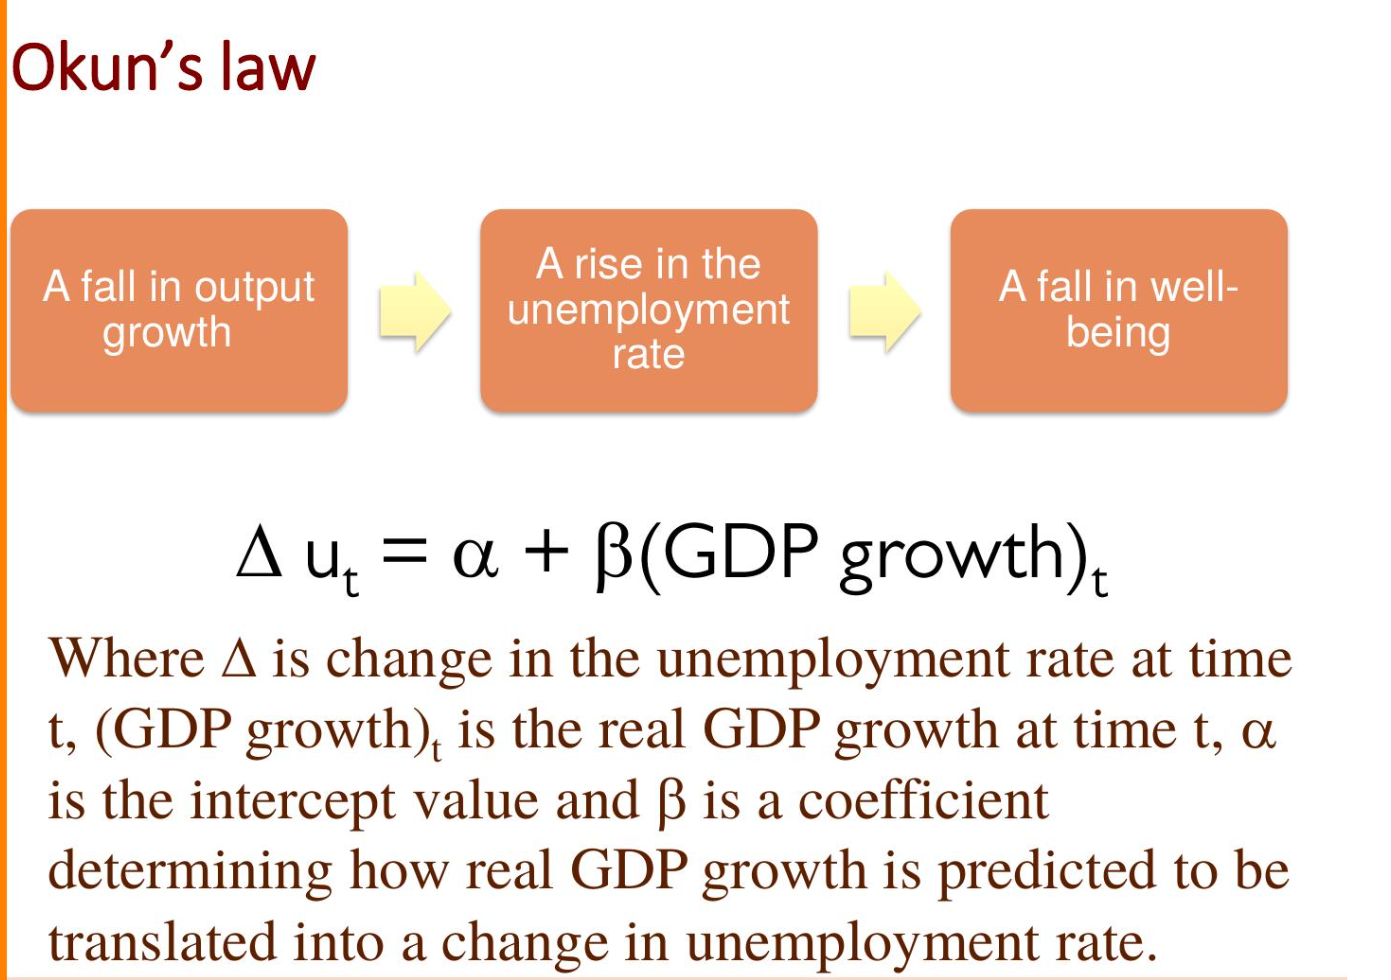 Okun’s law
A fall in output
growth
A rise in the
unemployment
rate
A fall in well-
being
Δ uₜ = α + β(GDP growth)ₜ
Where Δ is change in the unemployment rate at time
t, (GDP growth)ₜ is the real GDP growth at time t, α
is the intercept value and β is a coefficient
determining how real GDP growth is predicted to be
translated into a change in unemployment rate.